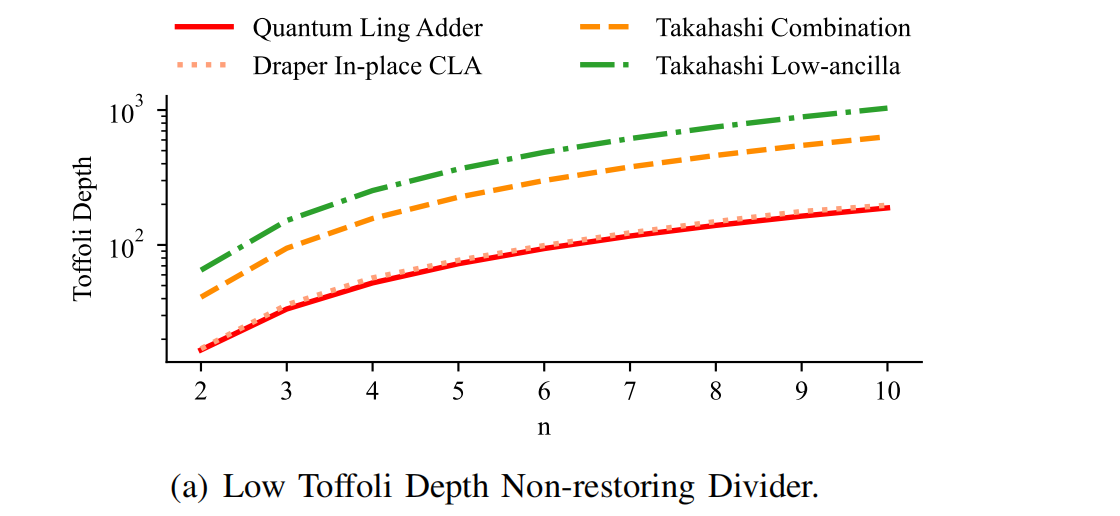 Quantum Ling Adder
Takahashi Combination
Draper In-place CLA
Takahashi Low-ancilla
Toffoli Depth
10³
10²
2 3 4 5 6 7 8 9 10
n
(a) Low Toffoli Depth Non-restoring Divider.